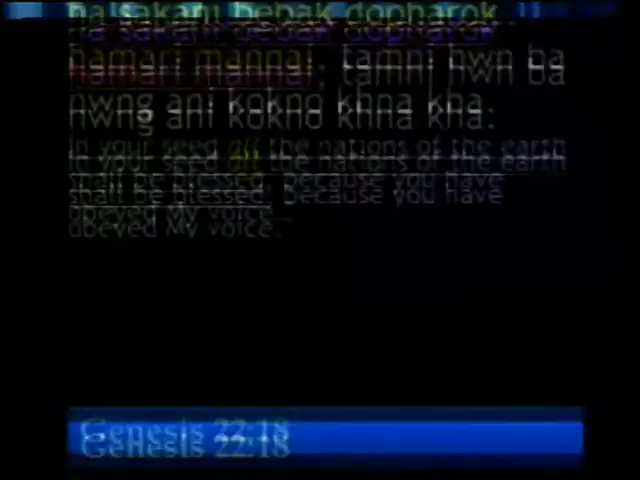 ha sakani bebak dopharok
hamari mannai; tamni hwn ba
nwng ani kokno khna kha:
In your seed all the nations of the earth
shall be blessed, because you have
obeyed My voice.
Genesis 22:18